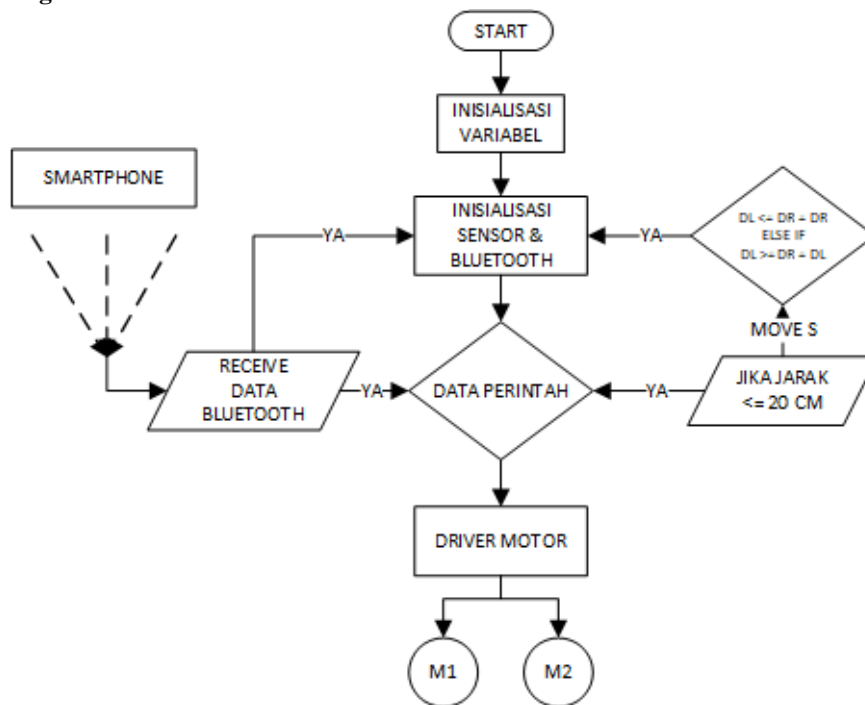 START
INISIALISASI
VARIABEL
SMARTPHONE
INISIALISASI
SENSOR &
BLUETOOTH
YA
YA
DL <= DR = DR
ELSE IF
DL >= DR = DL
MOVE S
RECEIVE
DATA
BLUETOOTH
YA
DATA PERINTAH
YA
JIKA JARAK
<= 20 CM
DRIVER MOTOR
M1
M2